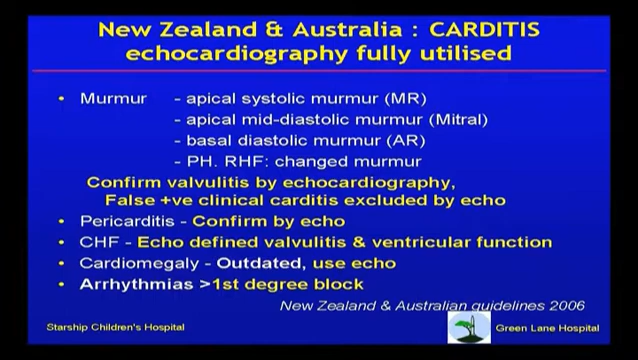 New Zealand & Australia : CARDITIS
echocardiography fully utilised
• Murmur - apical systolic murmur (MR)
- apical mid-diastolic murmur (Mitral)
- basal diastolic murmur (AR)
- PH. RHF: changed murmur
Confirm valvulitis by echocardiography,
False +ve clinical carditis excluded by echo
• Pericarditis - Confirm by echo
• CHF - Echo defined valvulitis & ventricular function
• Cardiomegaly - Outdated, use echo
• Arrhythmias >1st degree block
New Zealand & Australian guidelines 2006
Starship Children's Hospital
Green Lane Hospital